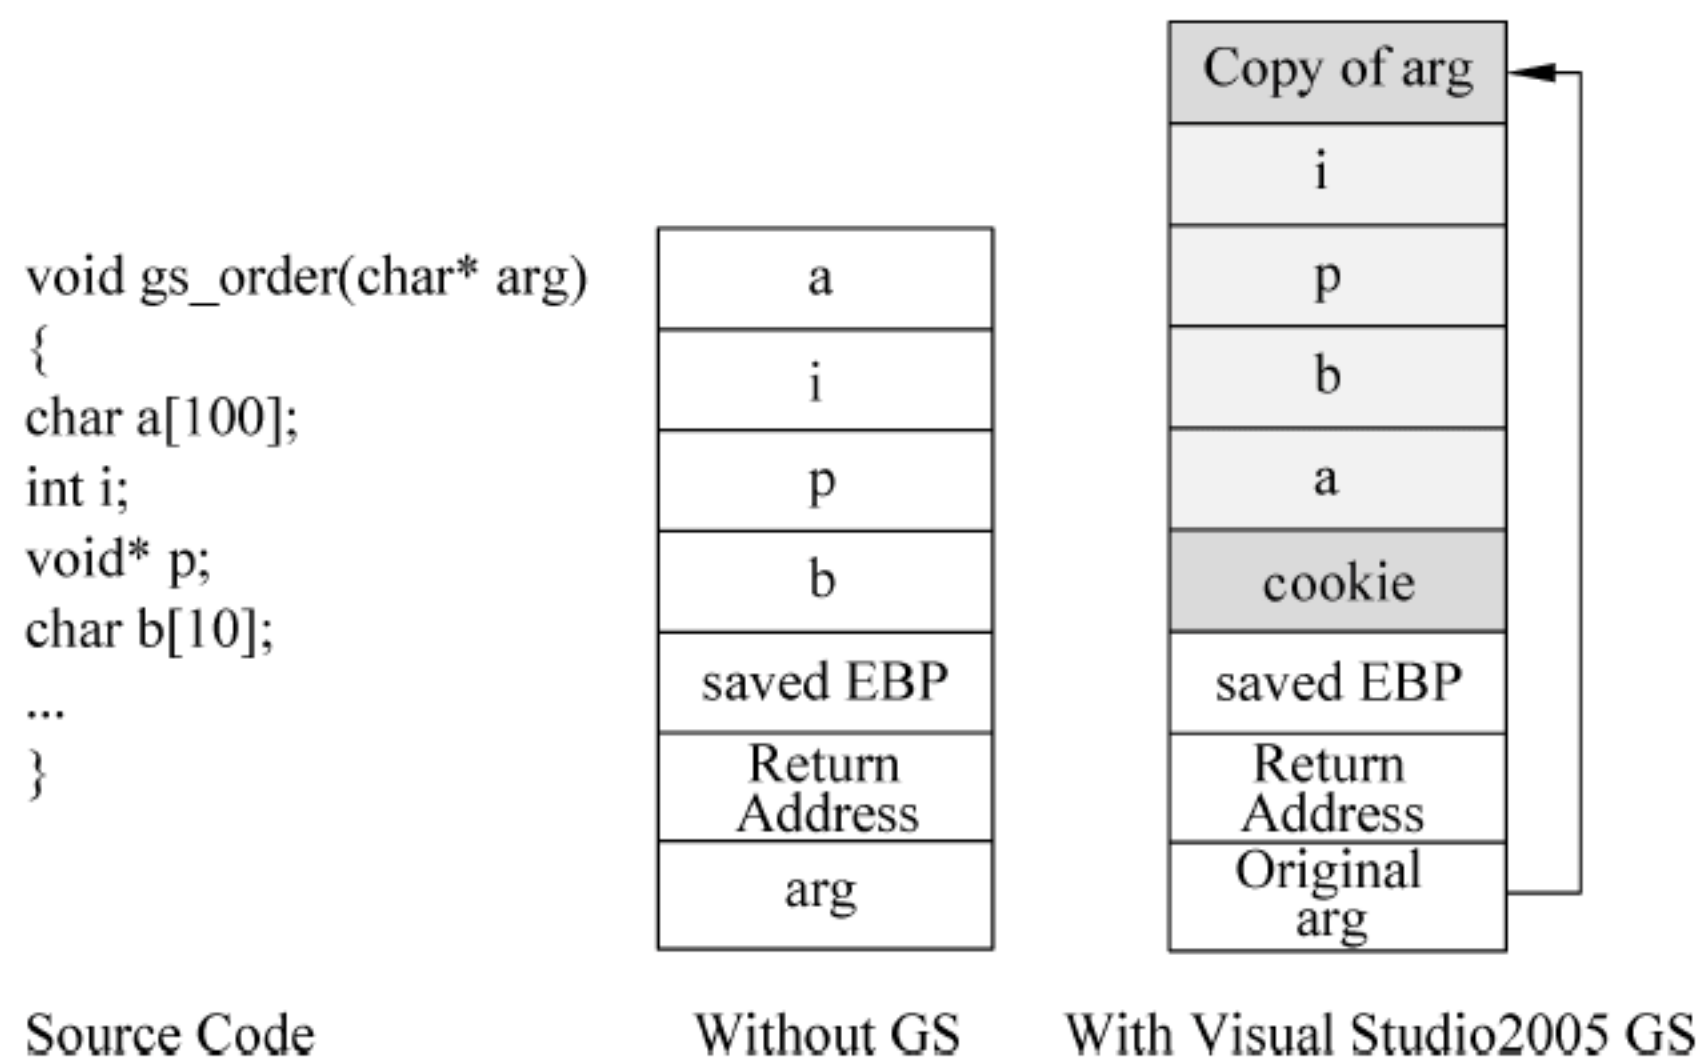 void gs_order(char* arg)
{
char a[100];
int i;
void* p;
char b[10];
...
}
Source Code
a
i
p
b
saved EBP
Return
Address
arg
Without GS
Copy of arg
i
p
b
a
cookie
saved EBP
Return
Address
Original
arg
With Visual Studio2005 GS